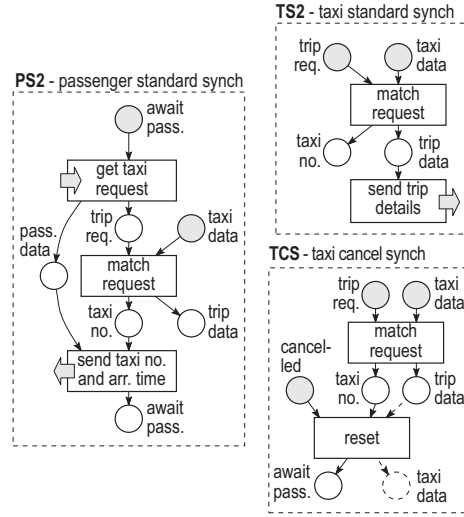 PS2 - passenger standard synch
await
pass.
get taxi
request
pass.
data
trip
req.
taxi
data
match
request
taxi
no.
trip
data
send taxi no.
and arr. time
await
pass.
TS2 - taxi standard synch
trip
req.
taxi
data
match
request
taxi
no.
trip
data
send trip
details
TCS - taxi cancel synch
trip
req.
taxi
data
match
request
cancel-
led
taxi
no.
trip
data
reset
await
pass.
taxi
data